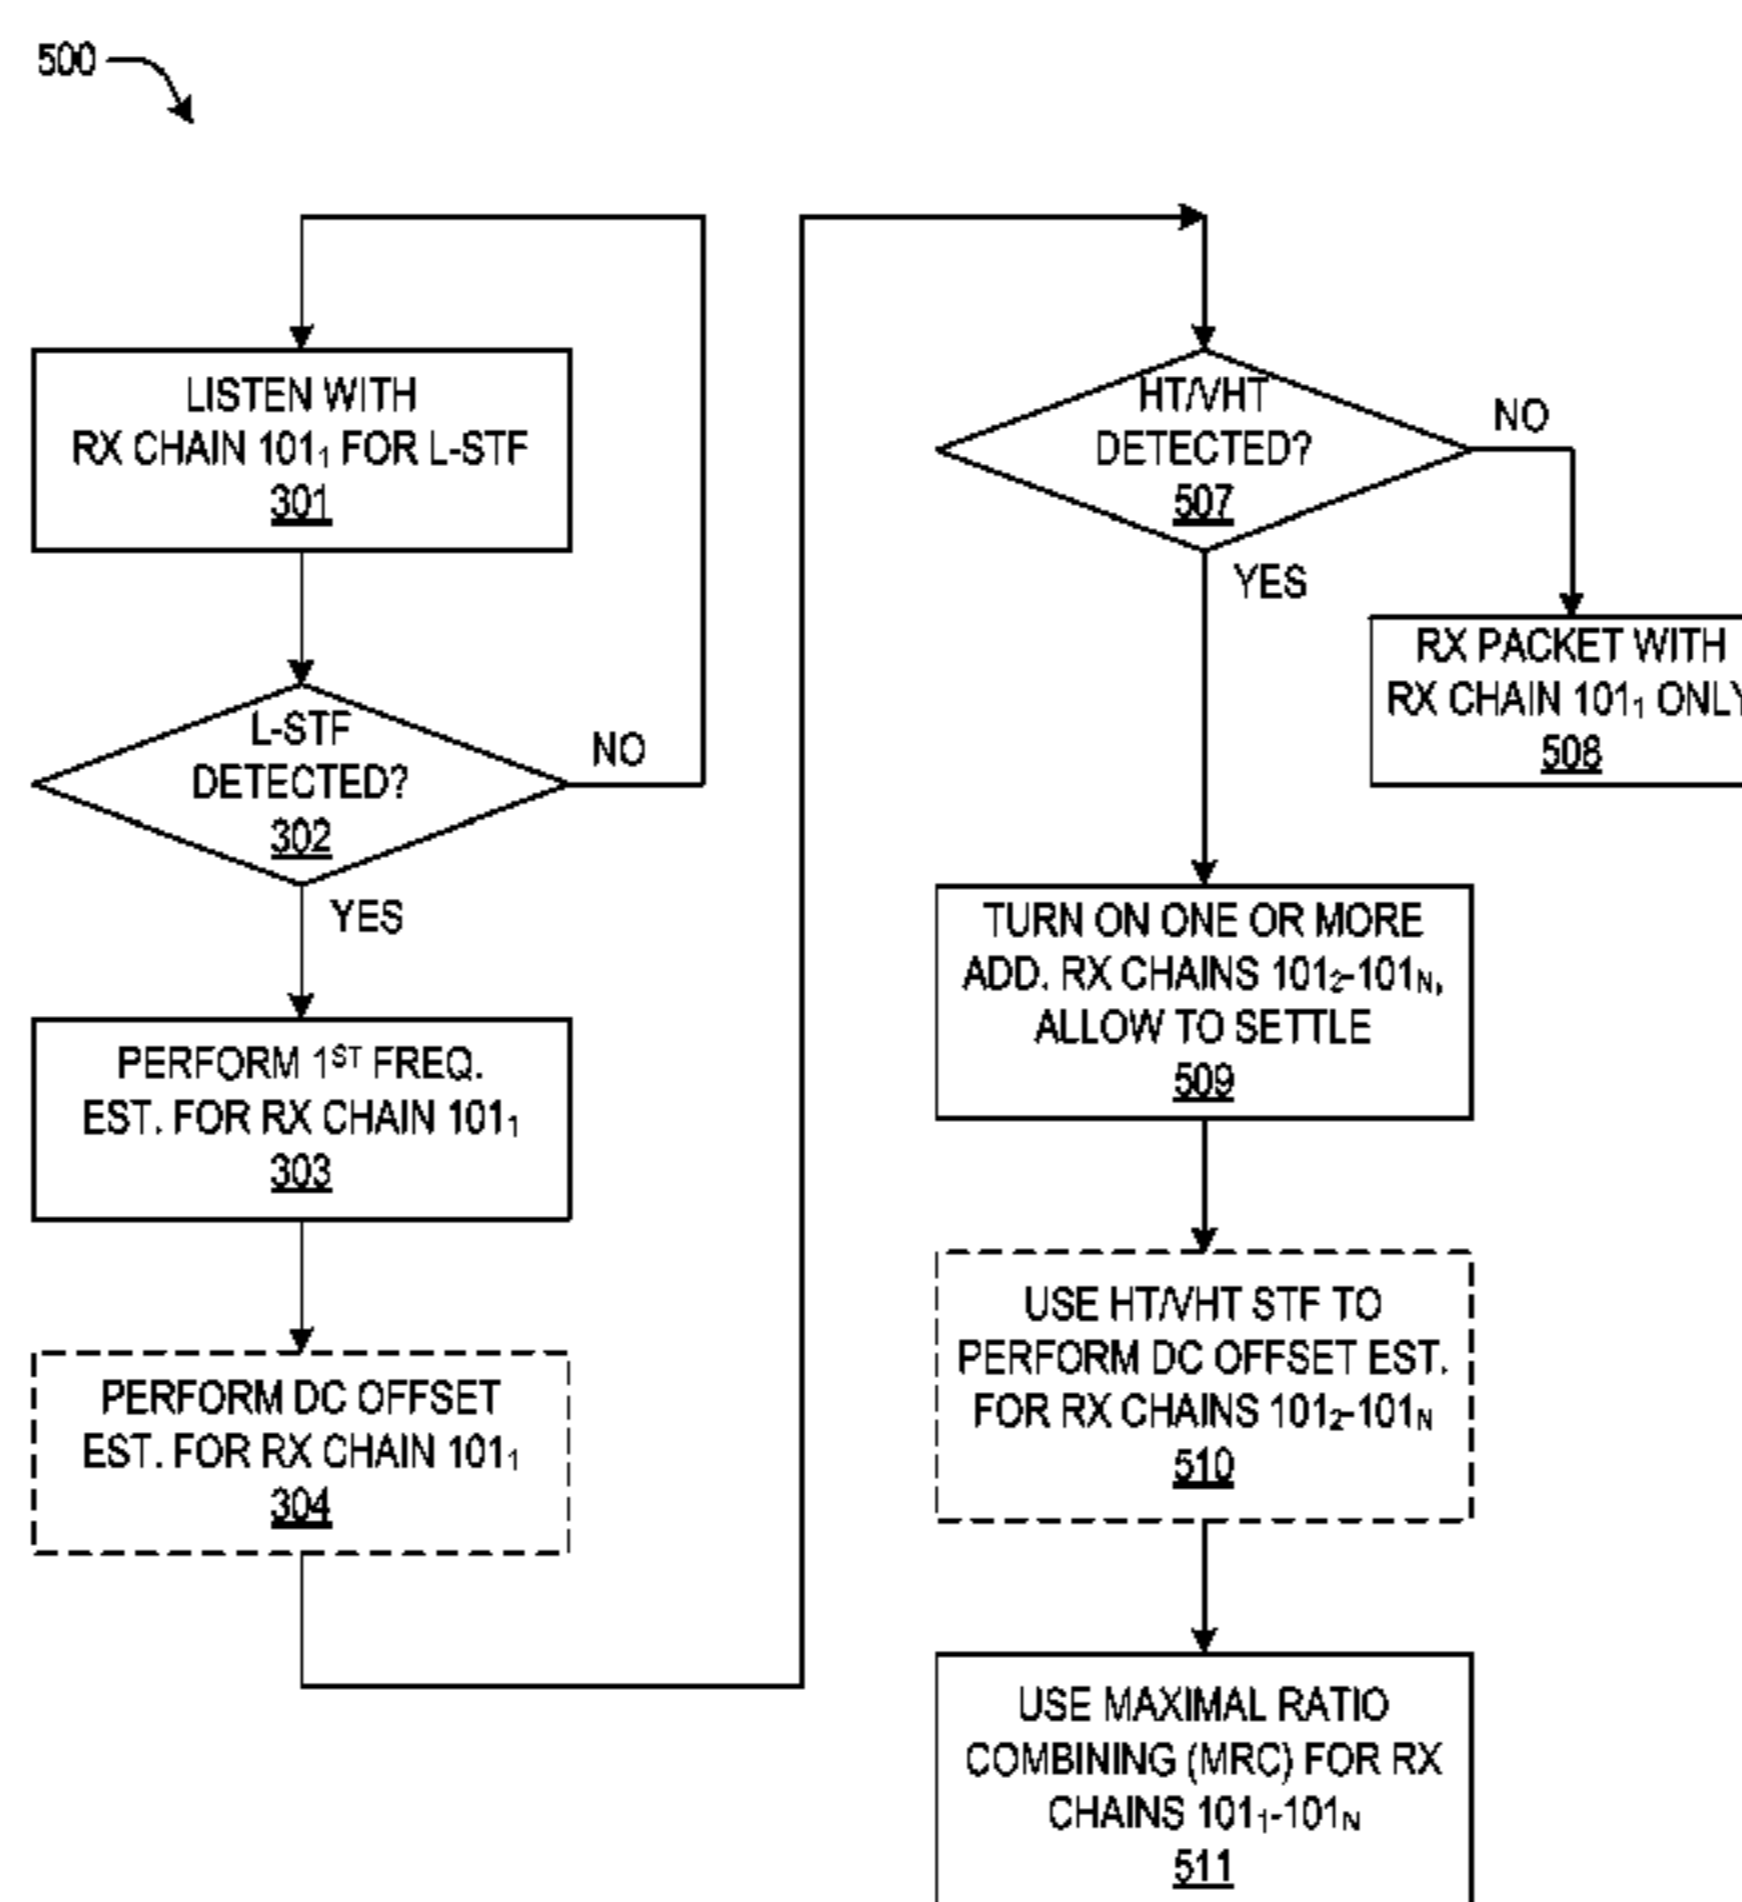 500
LISTEN WITH
RX CHAIN 101₁ FOR L-STF
301
L-STF
DETECTED?
302
NO
YES
PERFORM 1ST FREQ.
EST. FOR RX CHAIN 101₁
303
PERFORM DC OFFSET
EST. FOR RX CHAIN 101₁
304
HT/VHT
DETECTED?
507
NO
YES
RX PACKET WITH
RX CHAIN 101₁ ONLY
508
TURN ON ONE OR MORE
ADD. RX CHAINS 101₂-101N,
ALLOW TO SETTLE
509
USE HT/VHT STF TO
PERFORM DC OFFSET EST.
FOR RX CHAINS 101₂-101N
510
USE MAXIMAL RATIO
COMBINING (MRC) FOR RX
CHAINS 101₁-101N
511